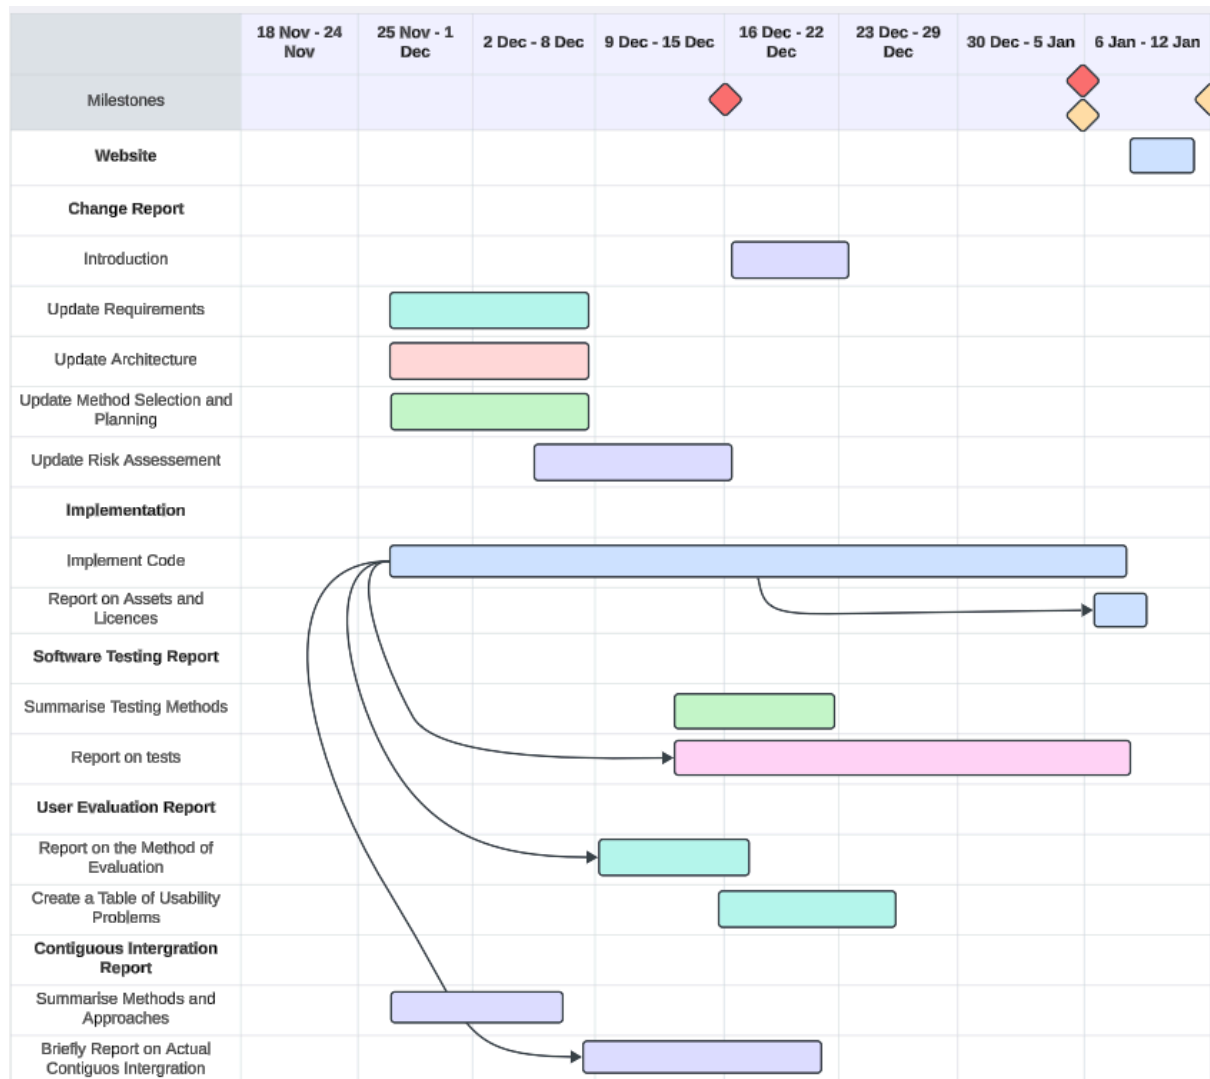 18 Nov - 24
Nov
25 Nov - 1
Dec
2 Dec - 8 Dec
9 Dec - 15 Dec
16 Dec - 22
Dec
23 Dec - 29
Dec
30 Dec - 5 Jan
6 Jan - 12 Jan
Milestones
Website
Change Report
Introduction
Update Requirements
Update Architecture
Update Method Selection and
Planning
Update Risk Assessement
Implementation
Implement Code
Report on Assets and
Licences
Software Testing Report
Summarise Testing Methods
Report on tests
User Evaluation Report
Report on the Method of
Evaluation
Create a Table of Usability
Problems
Contiguous Intergration
Report
Summarise Methods and
Approaches
Briefly Report on Actual
Contiguos Intergration